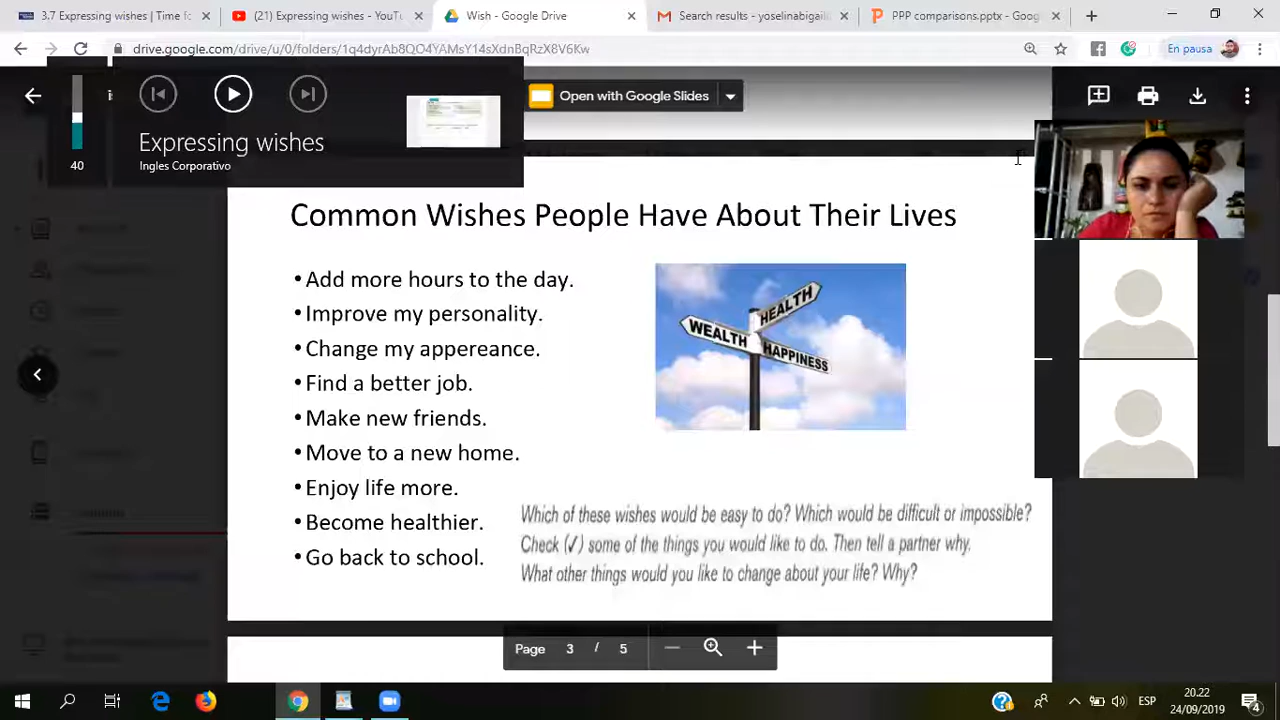 3.7 Expressing wishes | Time
(21) Expressing wishes - YouTu
Wish - Google Drive
Search results - yoselinabigail
PPP comparisons.pptx - Goog
drive.google.com/drive/u/0/folders/1q4dyrAb8QO4YAMsY14sXdnBqRzX8V6Kw
En pausa
Open with Google Slides
Expressing wishes
Ingles Corporativo
40
Common Wishes People Have About Their Lives
•Add more hours to the day.
•Improve my personality.
•Change my appereance.
•Find a better job.
•Make new friends.
•Move to a new home.
•Enjoy life more.
•Become healthier.
•Go back to school.
HEALTH
WEALTH
HAPPINESS
Which of these wishes would be easy to do? Which would be difficult or impossible?
Check (✓) some of the things you would like to do. Then tell a partner why.
What other things would you like to change about your life? Why?
Page 3 / 5
ESP
20.22
24/09/2019
4